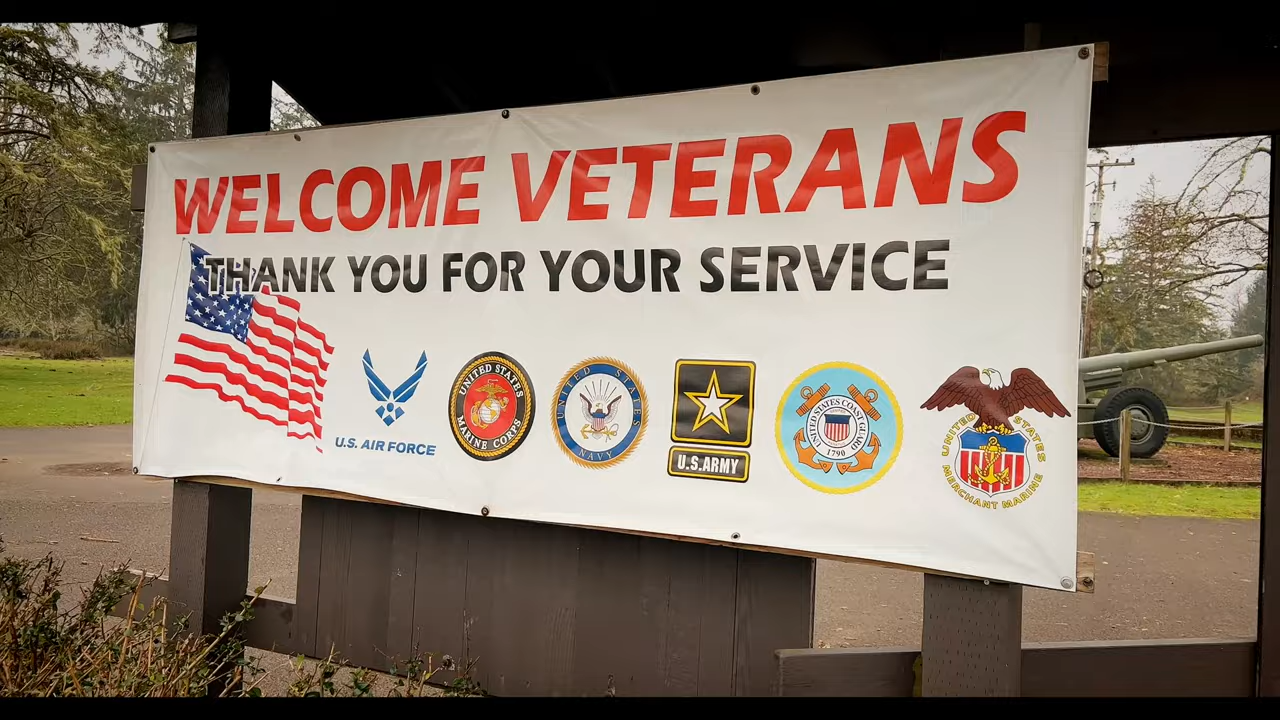 WELCOME VETERANS
THANK YOU FOR YOUR SERVICE
U.S. AIR FORCE
UNITED STATES
MARINE CORPS
UNITED STATES
NAVY
U.S.ARMY
UNITED STATES COAST GUARD
1790
UNITED STATES
MERCHANT MARINE